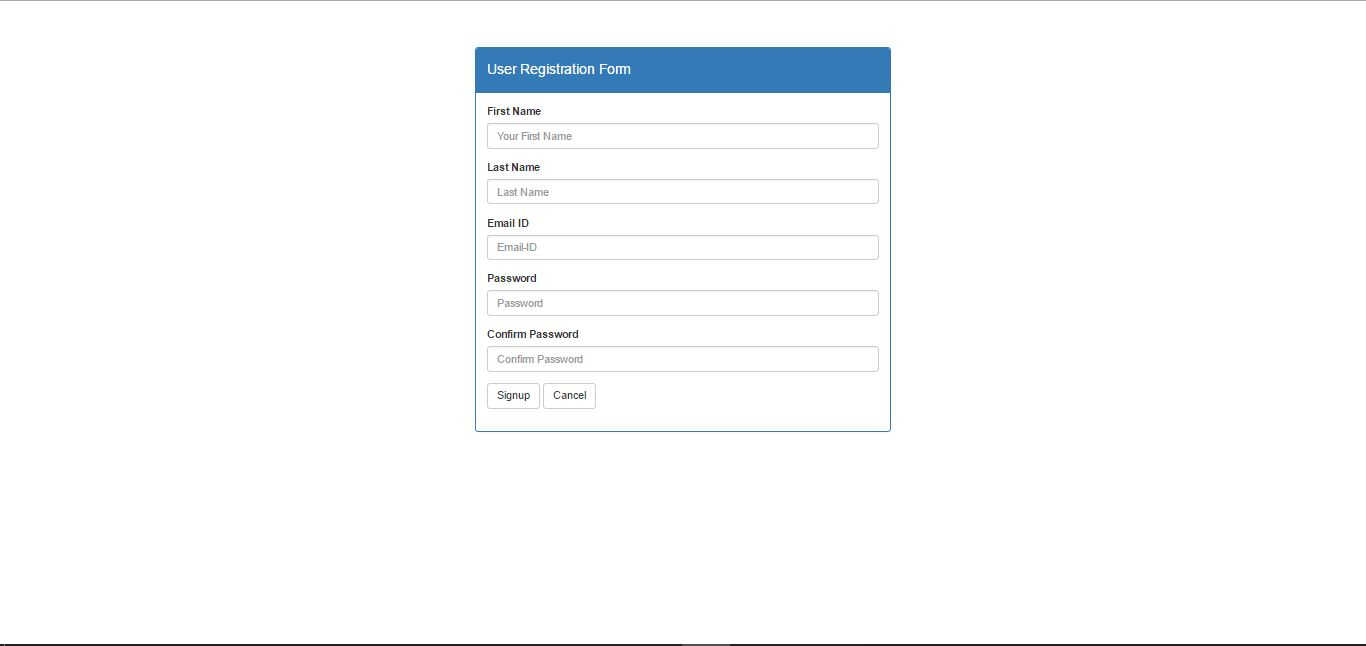 User Registration Form
First Name
Your First Name
Last Name
Last Name
Email ID
Email-ID
Password
Password
Confirm Password
Confirm Password
Signup Cancel